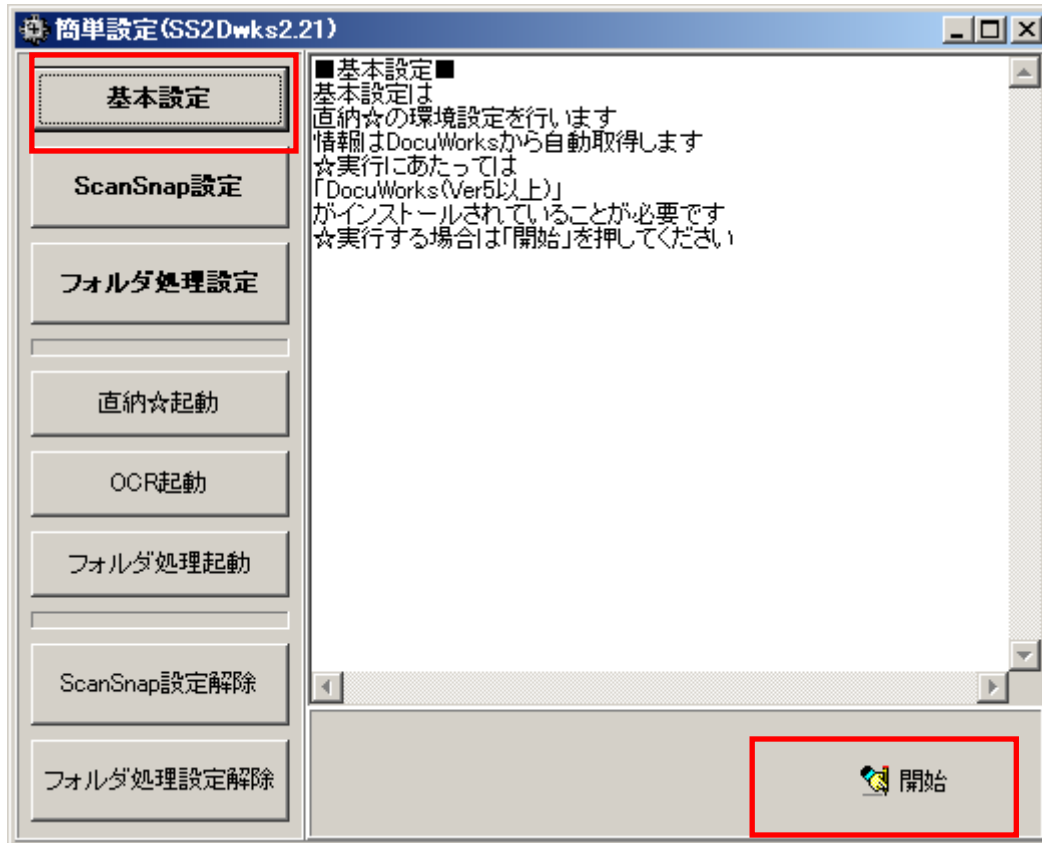 簡単設定(SS2Dwks2.21)
基本設定
ScanSnap設定
フォルダ処理設定
直納☆起動
OCR起動
フォルダ処理起動
ScanSnap設定解除
フォルダ処理設定解除
■基本設定■
基本設定は
直納☆の環境設定を行います
情報はDocuWorksから自動取得します
☆実行にあたっては
「DocuWorks(Ver5以上)」
がインストールされていることが必要です
☆実行する場合は「開始」を押してください
開始